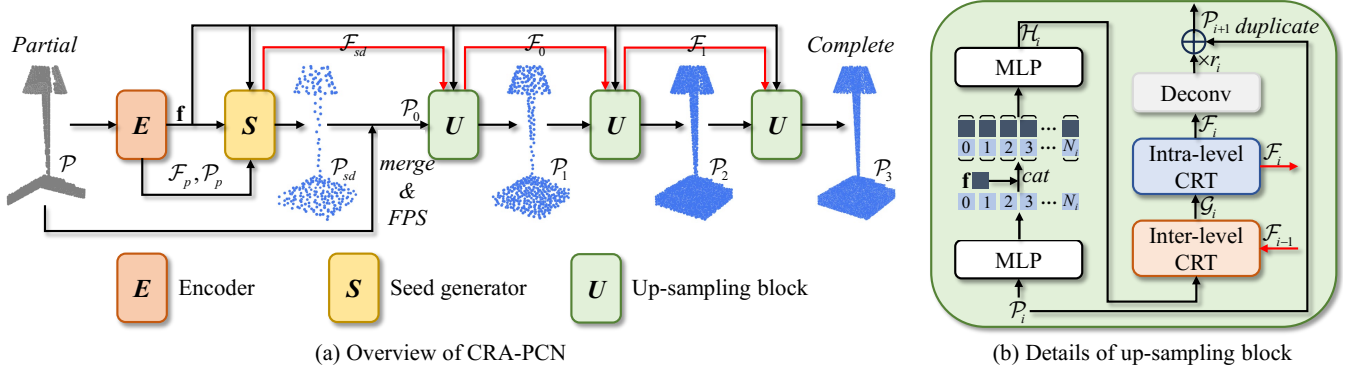 Partial
𝒫
E
f
ℱp , 𝒫p
S
ℱsd
𝒫sd
merge
&
FPS
𝒫0
U
ℱ0
𝒫1
U
ℱ1
𝒫2
U
Complete
𝒫3
E Encoder
S Seed generator
U Up-sampling block
(a) Overview of CRA-PCN
ℋi
MLP
0 1 2 3 ··· Ni
f cat
0 1 2 3 ··· Ni
MLP
𝒫i
𝒫i+1 duplicate
×ri
Deconv
ℱi
Intra-level
CRT
ℱi
𝒢i
Inter-level
CRT
ℱi−1
(b) Details of up-sampling block